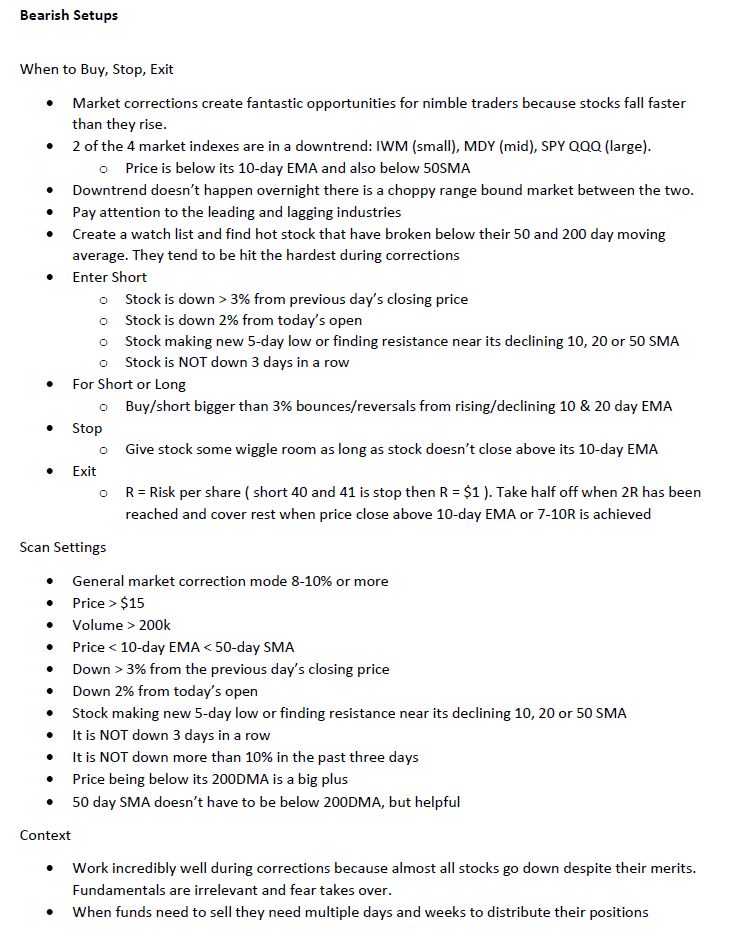 Bearish Setups
When to Buy, Stop, Exit
• Market corrections create fantastic opportunities for nimble traders because stocks fall faster
than they rise.
• 2 of the 4 market indexes are in a downtrend: IWM (small), MDY (mid), SPY QQQ (large).
o Price is below its 10-day EMA and also below 50SMA
• Downtrend doesn't happen overnight there is a choppy range bound market between the two.
• Pay attention to the leading and lagging industries
• Create a watch list and find hot stock that have broken below their 50 and 200 day moving
average. They tend to be hit the hardest during corrections
• Enter Short
o Stock is down > 3% from previous day's closing price
o Stock is down 2% from today's open
o Stock making new 5-day low or finding resistance near its declining 10, 20 or 50 SMA
o Stock is NOT down 3 days in a row
• For Short or Long
o Buy/short bigger than 3% bounces/reversals from rising/declining 10 & 20 day EMA
• Stop
o Give stock some wiggle room as long as stock doesn't close above its 10-day EMA
• Exit
o R = Risk per share ( short 40 and 41 is stop then R = $1 ). Take half off when 2R has been
reached and cover rest when price close above 10-day EMA or 7-10R is achieved
Scan Settings
• General market correction mode 8-10% or more
• Price > $15
• Volume > 200k
• Price < 10-day EMA < 50-day SMA
• Down > 3% from the previous day's closing price
• Down 2% from today's open
• Stock making new 5-day low or finding resistance near its declining 10, 20 or 50 SMA
• It is NOT down 3 days in a row
• It is NOT down more than 10% in the past three days
• Price being below its 200DMA is a big plus
• 50 day SMA doesn't have to be below 200DMA, but helpful
Context
• Work incredibly well during corrections because almost all stocks go down despite their merits.
Fundamentals are irrelevant and fear takes over.
• When funds need to sell they need multiple days and weeks to distribute their positions